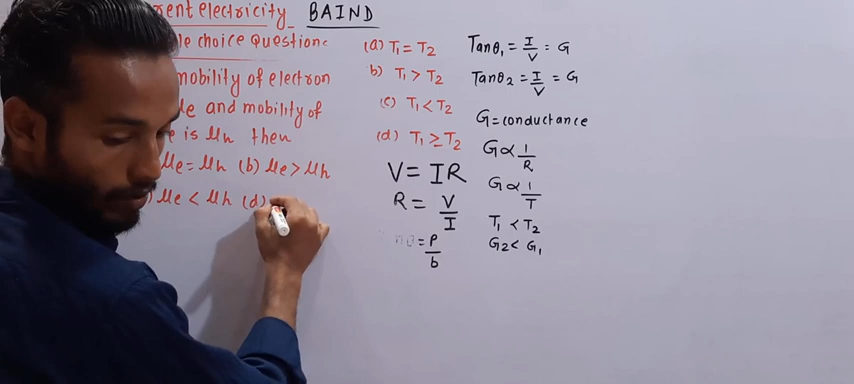 rent electricity BAIND
le choice Question:
mobility of electron
μe and mobility of
e is μh then
μe = μh (b) μe > μh
) μe < μh (d)
(a) T₁ = T₂
b) T₁ > T₂
(c) T₁ < T₂
(d) T₁ ≥ T₂
V = IR
R = V/I
= P/b
Tanθ₁ = I/V = G
Tanθ₂ = I/V = G
G = conductance
G ∝ 1/R
G ∝ 1/T
T₁ < T₂
G₂ < G₁